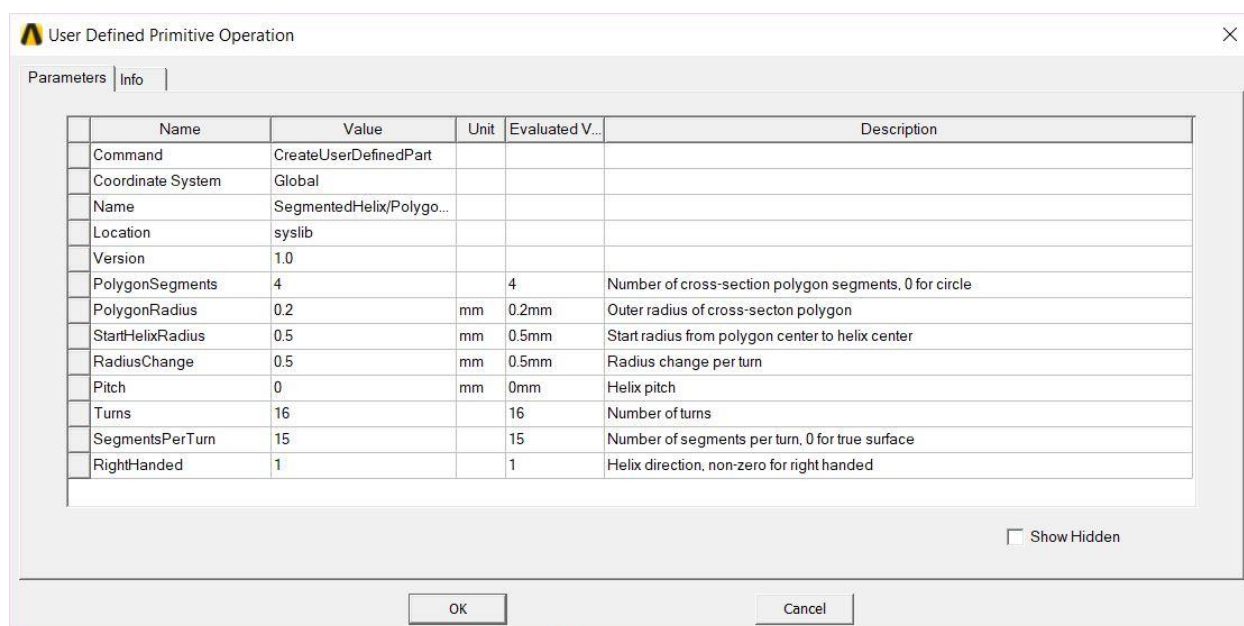 User Defined Primitive Operation
Parameters Info
Name Value Unit Evaluated V... Description
Command CreateUserDefinedPart
Coordinate System Global
Name SegmentedHelix/Polygo...
Location syslib
Version 1.0
PolygonSegments 4 4 Number of cross-section polygon segments, 0 for circle
PolygonRadius 0.2 mm 0.2mm Outer radius of cross-secton polygon
StartHelixRadius 0.5 mm 0.5mm Start radius from polygon center to helix center
RadiusChange 0.5 mm 0.5mm Radius change per turn
Pitch 0 mm 0mm Helix pitch
Turns 16 16 Number of turns
SegmentsPerTurn 15 15 Number of segments per turn, 0 for true surface
RightHanded 1 1 Helix direction, non-zero for right handed
Show Hidden
OK Cancel